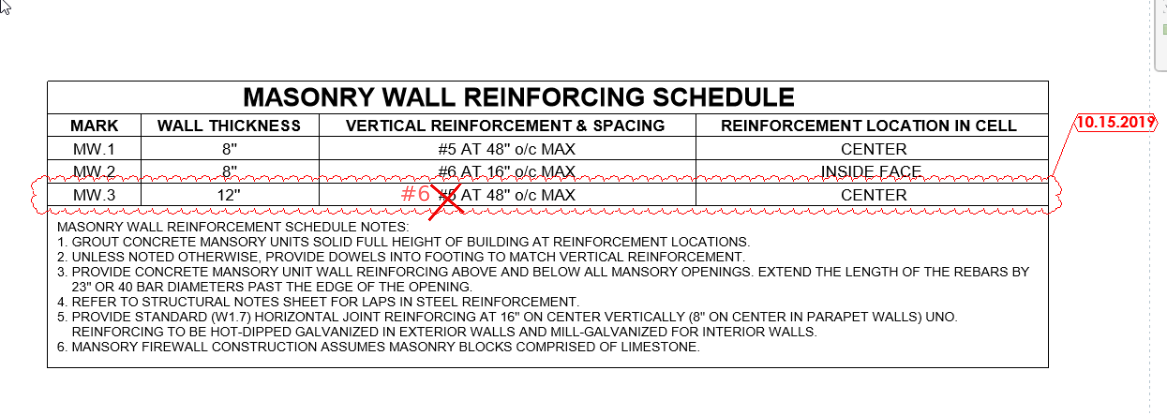 MASONRY WALL REINFORCING SCHEDULE
MARK WALL THICKNESS VERTICAL REINFORCEMENT & SPACING REINFORCEMENT LOCATION IN CELL
10.15.2019
MW.1 8" #5 AT 48" o/c MAX CENTER
MW.2 8" #6 AT 16" o/c MAX INSIDE FACE
MW.3 12" #6 #5 AT 48" o/c MAX CENTER
MASONRY WALL REINFORCEMENT SCHEDULE NOTES:
1. GROUT CONCRETE MANSORY UNITS SOLID FULL HEIGHT OF BUILDING AT REINFORCEMENT LOCATIONS.
2. UNLESS NOTED OTHERWISE, PROVIDE DOWELS INTO FOOTING TO MATCH VERTICAL REINFORCEMENT.
3. PROVIDE CONCRETE MANSORY UNIT WALL REINFORCING ABOVE AND BELOW ALL MANSORY OPENINGS. EXTEND THE LENGTH OF THE REBARS BY
23" OR 40 BAR DIAMETERS PAST THE EDGE OF THE OPENING.
4. REFER TO STRUCTURAL NOTES SHEET FOR LAPS IN STEEL REINFORCEMENT.
5. PROVIDE STANDARD (W1.7) HORIZONTAL JOINT REINFORCING AT 16" ON CENTER VERTICALLY (8" ON CENTER IN PARAPET WALLS) UNO.
REINFORCING TO BE HOT-DIPPED GALVANIZED IN EXTERIOR WALLS AND MILL-GALVANIZED FOR INTERIOR WALLS.
6. MANSORY FIREWALL CONSTRUCTION ASSUMES MASONRY BLOCKS COMPRISED OF LIMESTONE.